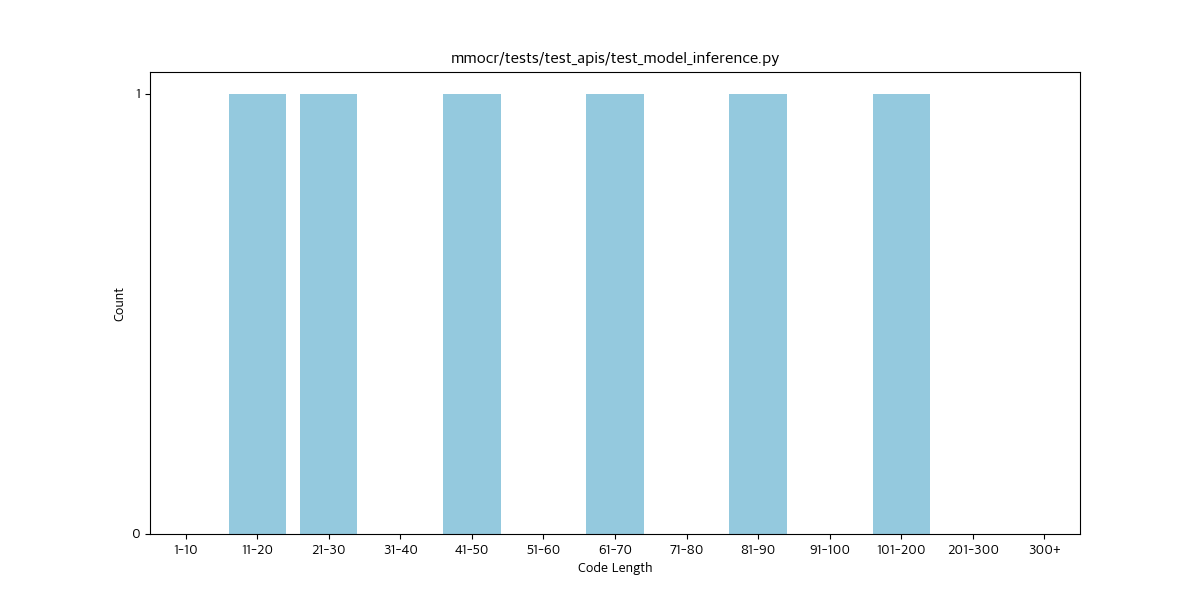 mmocr/tests/test_apis/test_model_inference.py
1
Count
0
1-10 11-20 21-30 31-40 41-50 51-60 61-70 71-80 81-90 91-100 101-200 201-300 300+
Code Length